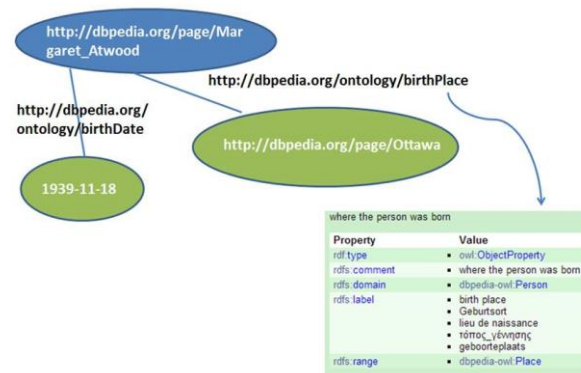 http://dbpedia.org/page/Mar
garet_Atwood
http://dbpedia.org/ontology/birthPlace
http://dbpedia.org/
ontology/birthDate
http://dbpedia.org/page/Ottawa
1939-11-18
where the person was born
Property Value
rdf:type ▪ owl:ObjectProperty
rdfs:comment ▪ where the person was born
rdfs:domain ▪ dbpedia-owl:Person
rdfs:label ▪ birth place
▪ Geburtsort
▪ lieu de naissance
▪ τόπος_γέννησης
▪ geboorteplaats
rdfs:range ▪ dbpedia-owl:Place